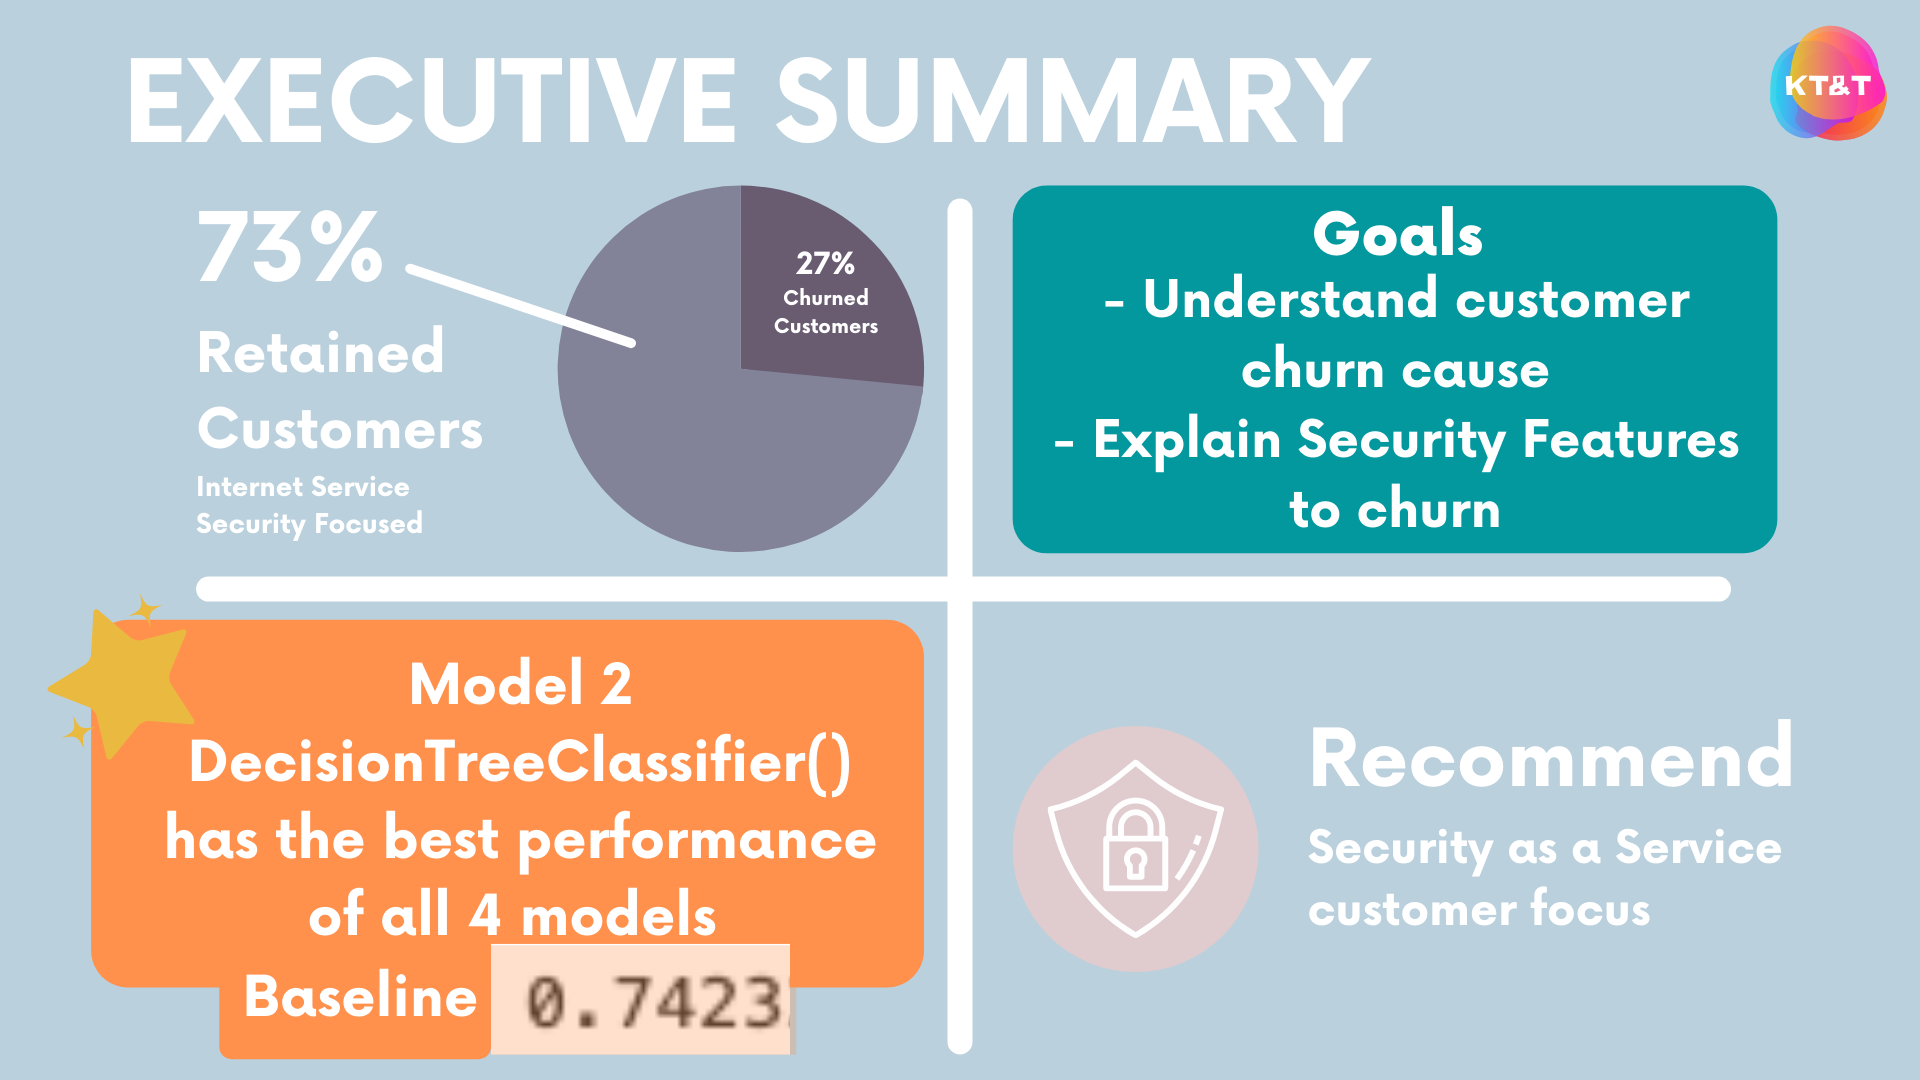 EXECUTIVE SUMMARY
KT&T
73%
Retained
Customers
Internet Service
Security Focused
27%
Churned
Customers
Goals
- Understand customer
churn cause
- Explain Security Features
to churn
Model 2
DecisionTreeClassifier()
has the best performance
of all 4 models
Baseline 0.7423
Recommend
Security as a Service
customer focus